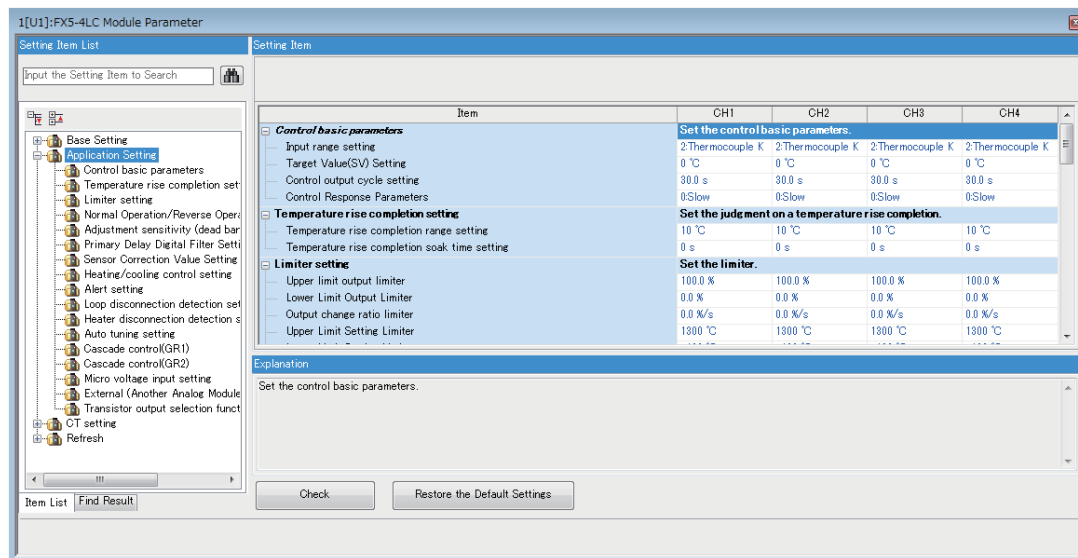 1[U1]:FX5-4LC Module Parameter
Setting Item List
Input the Setting Item to Search
Base Setting
Application Setting
Control basic parameters
Temperature rise completion set
Limiter setting
Normal Operation/Reverse Opera
Adjustment sensitivity (dead bar
Primary Delay Digital Filter Setti
Sensor Correction Value Setting
Heating/cooling control setting
Alert setting
Loop disconnection detection set
Heater disconnection detection s
Auto tuning setting
Cascade control(GR1)
Cascade control(GR2)
Micro voltage input setting
External (Another Analog Module
Transistor output selection funct
CT setting
Refresh
Item List Find Result
Setting Item
Item CH1 CH2 CH3 CH4
Control basic parameters Set the control basic parameters.
Input range setting 2:Thermocouple K 2:Thermocouple K 2:Thermocouple K 2:Thermocouple K
Target Value(SV) Setting 0 °C 0 °C 0 °C 0 °C
Control output cycle setting 30.0 s 30.0 s 30.0 s 30.0 s
Control Response Parameters 0:Slow 0:Slow 0:Slow 0:Slow
Temperature rise completion setting Set the judgment on a temperature rise completion.
Temperature rise completion range setting 10 °C 10 °C 10 °C 10 °C
Temperature rise completion soak time setting 0 s 0 s 0 s 0 s
Limiter setting Set the limiter.
Upper limit output limiter 100.0 % 100.0 % 100.0 % 100.0 %
Lower Limit Output Limiter 0.0 % 0.0 % 0.0 % 0.0 %
Output change ratio limiter 0.0 %/s 0.0 %/s 0.0 %/s 0.0 %/s
Upper Limit Setting Limiter 1300 °C 1300 °C 1300 °C 1300 °C
Explanation
Set the control basic parameters.
Check Restore the Default Settings